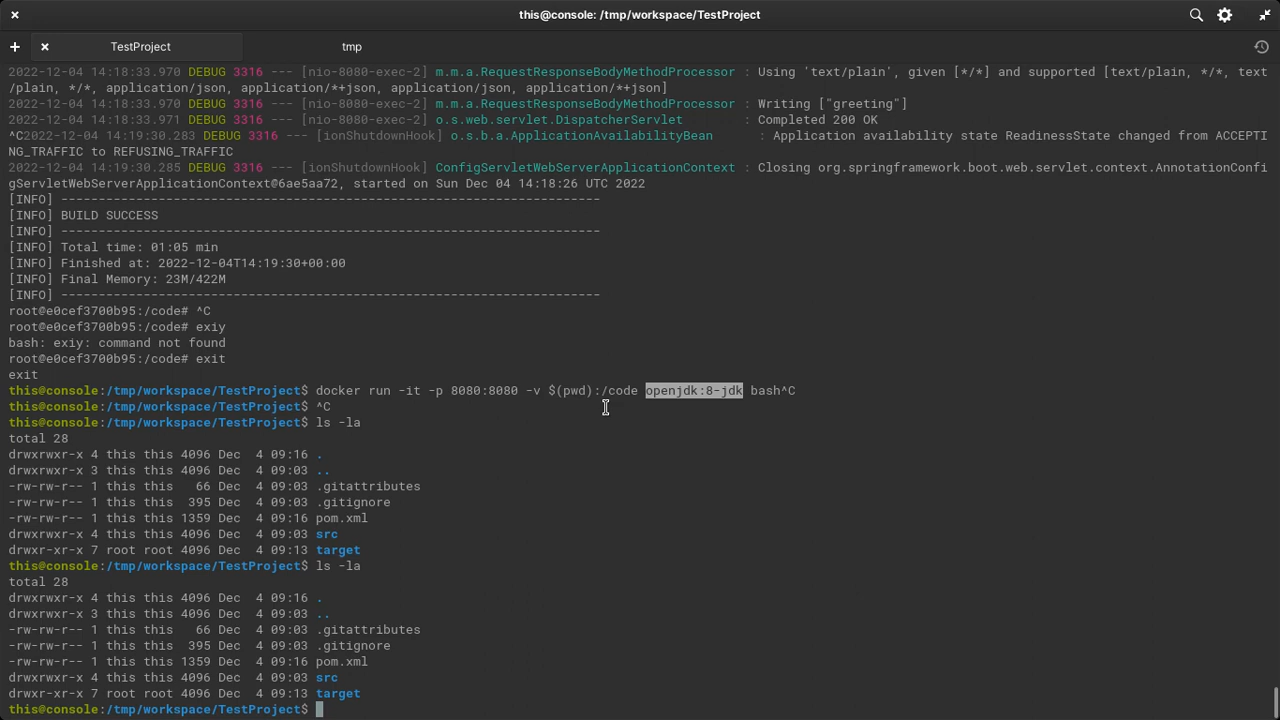 this@console: /tmp/workspace/TestProject
TestProject
tmp
2022-12-04 14:18:33.970 DEBUG 3316 --- [nio-8080-exec-2] m.m.a.RequestResponseBodyMethodProcessor : Using 'text/plain', given [*/*] and supported [text/plain, */*, text
/plain, */*, application/json, application/*+json, application/json, application/*+json]
2022-12-04 14:18:33.970 DEBUG 3316 --- [nio-8080-exec-2] m.m.a.RequestResponseBodyMethodProcessor : Writing ["greeting"]
2022-12-04 14:18:33.971 DEBUG 3316 --- [nio-8080-exec-2] o.s.web.servlet.DispatcherServlet : Completed 200 OK
^C2022-12-04 14:19:30.283 DEBUG 3316 --- [ionShutdownHook] o.s.b.a.ApplicationAvailabilityBean : Application availability state ReadinessState changed from ACCEPTI
NG_TRAFFIC to REFUSING_TRAFFIC
2022-12-04 14:19:30.285 DEBUG 3316 --- [ionShutdownHook] ConfigServletWebServerApplicationContext : Closing org.springframework.boot.web.servlet.context.AnnotationConfi
gServletWebServerApplicationContext@6ae5aa72, started on Sun Dec 04 14:18:26 UTC 2022
[INFO] ------------------------------------------------------------------------
[INFO] BUILD SUCCESS
[INFO] ------------------------------------------------------------------------
[INFO] Total time: 01:05 min
[INFO] Finished at: 2022-12-04T14:19:30+00:00
[INFO] Final Memory: 23M/422M
[INFO] ------------------------------------------------------------------------
root@e0cef3700b95:/code# ^C
root@e0cef3700b95:/code# exiy
bash: exiy: command not found
root@e0cef3700b95:/code# exit
exit
this@console:/tmp/workspace/TestProject$ docker run -it -p 8080:8080 -v $(pwd):/code openjdk:8-jdk bash^C
this@console:/tmp/workspace/TestProject$ ^C
this@console:/tmp/workspace/TestProject$ ls -la
total 28
drwxrwxr-x 4 this this 4096 Dec  4 09:16 .
drwxrwxr-x 3 this this 4096 Dec  4 09:03 ..
-rw-rw-r-- 1 this this   66 Dec  4 09:03 .gitattributes
-rw-rw-r-- 1 this this  395 Dec  4 09:03 .gitignore
-rw-rw-r-- 1 this this 1359 Dec  4 09:16 pom.xml
drwxrwxr-x 4 this this 4096 Dec  4 09:03 src
drwxr-xr-x 7 root root 4096 Dec  4 09:13 target
this@console:/tmp/workspace/TestProject$ ls -la
total 28
drwxrwxr-x 4 this this 4096 Dec  4 09:16 .
drwxrwxr-x 3 this this 4096 Dec  4 09:03 ..
-rw-rw-r-- 1 this this   66 Dec  4 09:03 .gitattributes
-rw-rw-r-- 1 this this  395 Dec  4 09:03 .gitignore
-rw-rw-r-- 1 this this 1359 Dec  4 09:16 pom.xml
drwxrwxr-x 4 this this 4096 Dec  4 09:03 src
drwxr-xr-x 7 root root 4096 Dec  4 09:13 target
this@console:/tmp/workspace/TestProject$